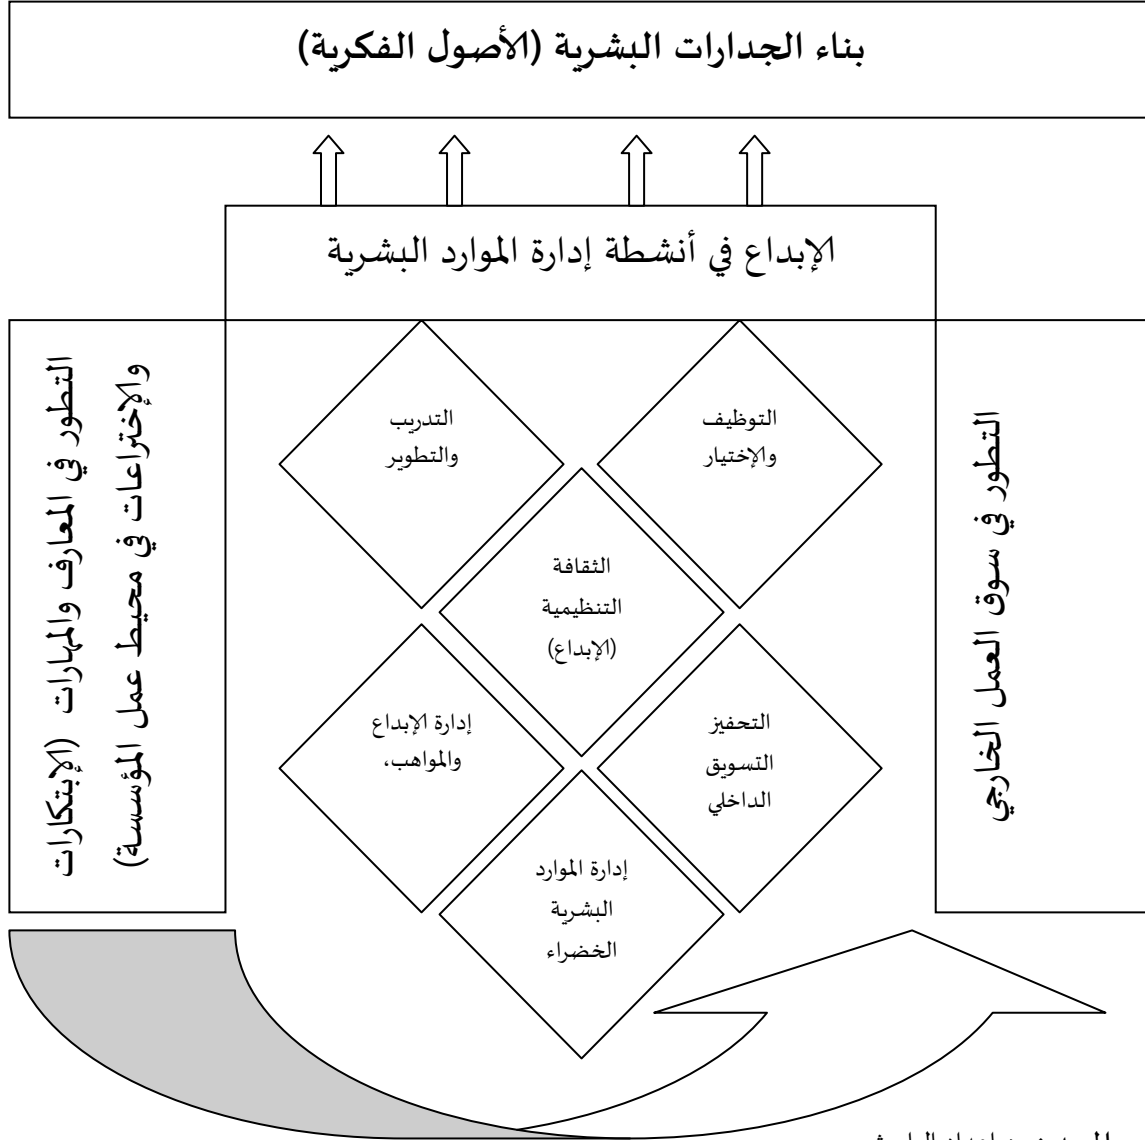 بناء الجدارات البشرية (الأصول الفكرية)
الإبداع في أنشطة إدارة الموارد البشرية
التطور في سوق العمل الخارجي
التوظيف
والإختيار
التدريب
والتطوير
الثقافة
التنظيمية
(الإبداع)
التحفيز
التسويق
الداخلي
إدارة الإبداع
والمواهب،
إدارة الموارد
البشرية
الخضراء
التطور في المعارف والمهارات (الإبتكارات
والإختراعات في محيط عمل المؤسسة)